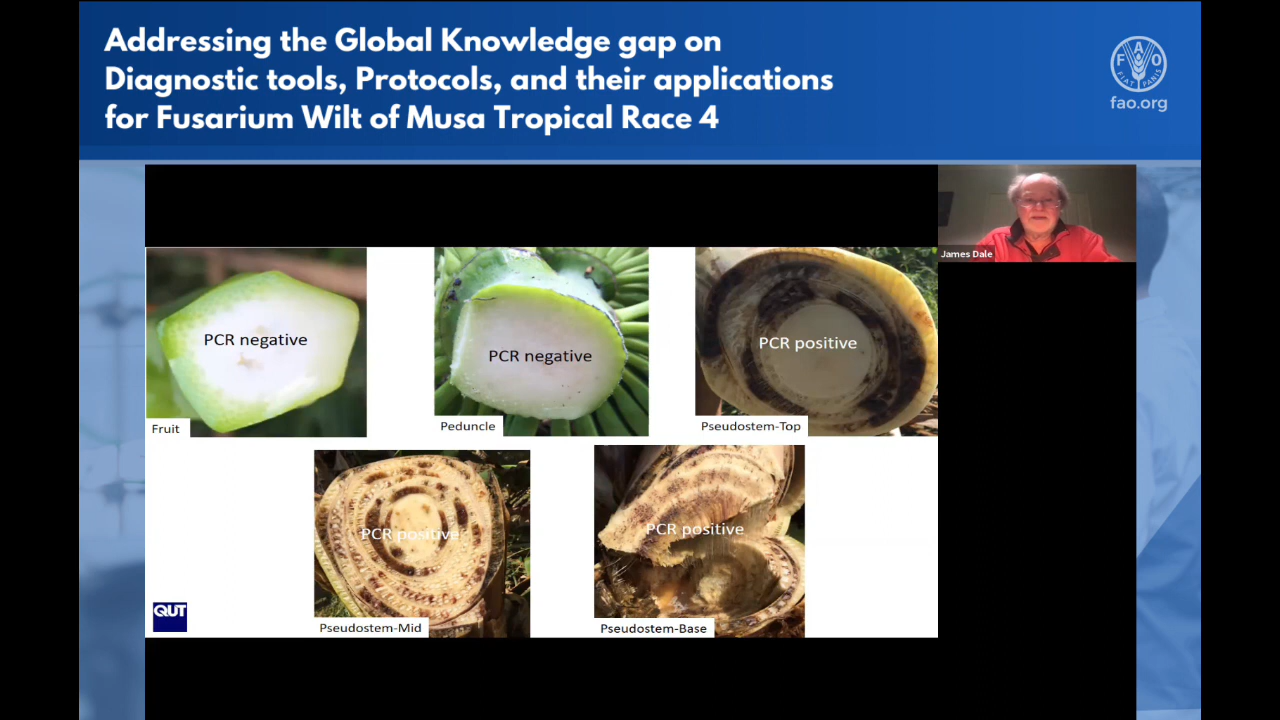 Addressing the Global Knowledge gap on
Diagnostic tools, Protocols, and their applications
for Fusarium Wilt of Musa Tropical Race 4
F A O
FIAT PANIS
fao.org
James Dale
PCR negative
Fruit
PCR negative
Peduncle
PCR positive
Pseudostem-Top
PCR positive
Pseudostem-Mid
PCR positive
Pseudostem-Base
QUT